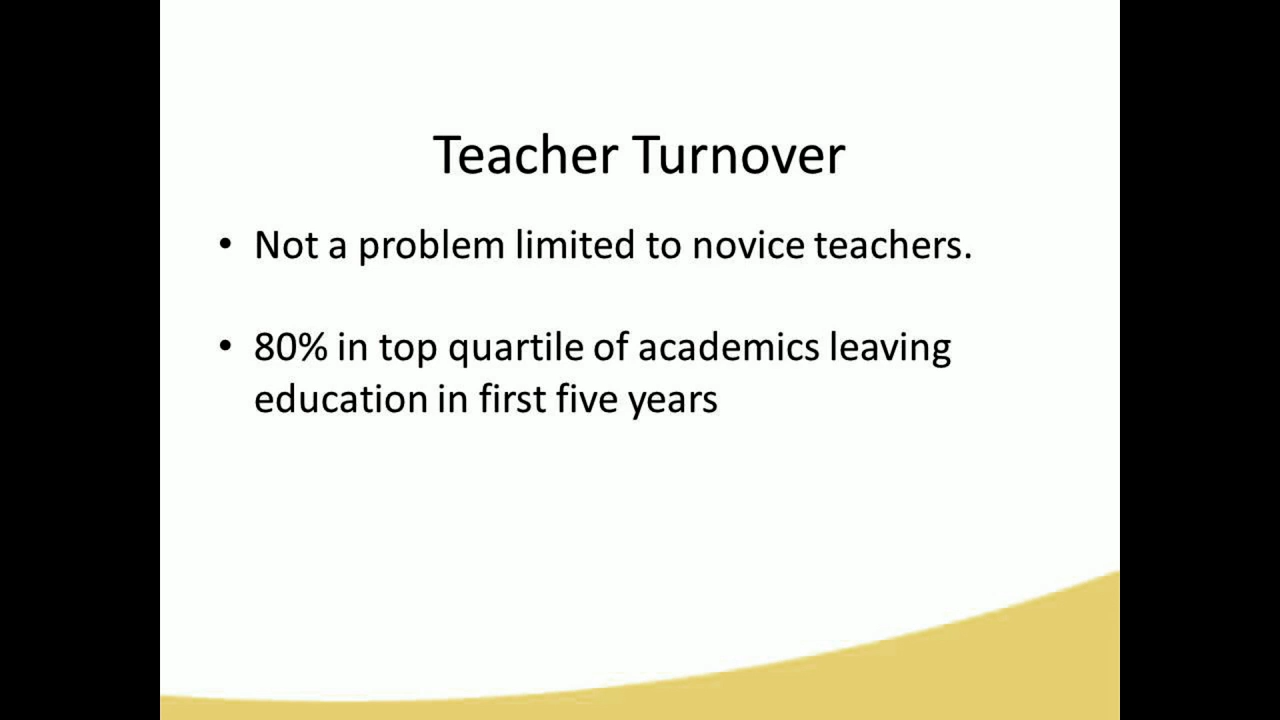 Teacher Turnover
• Not a problem limited to novice teachers.
• 80% in top quartile of academics leaving
education in first five years